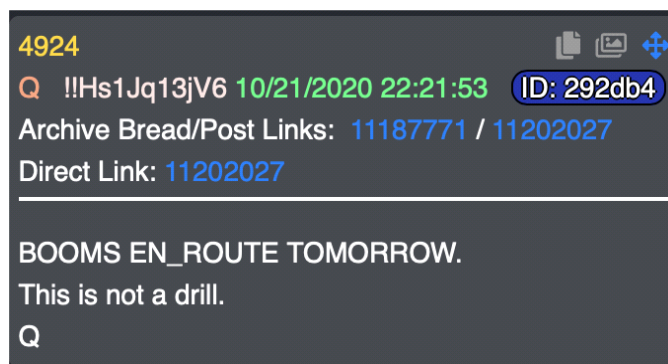 4924
Q !!Hs1Jq13jV6 10/21/2020 22:21:53 ID: 292db4
Archive Bread/Post Links: 11187771 / 11202027
Direct Link: 11202027
BOOMS EN_ROUTE TOMORROW.
This is not a drill.
Q